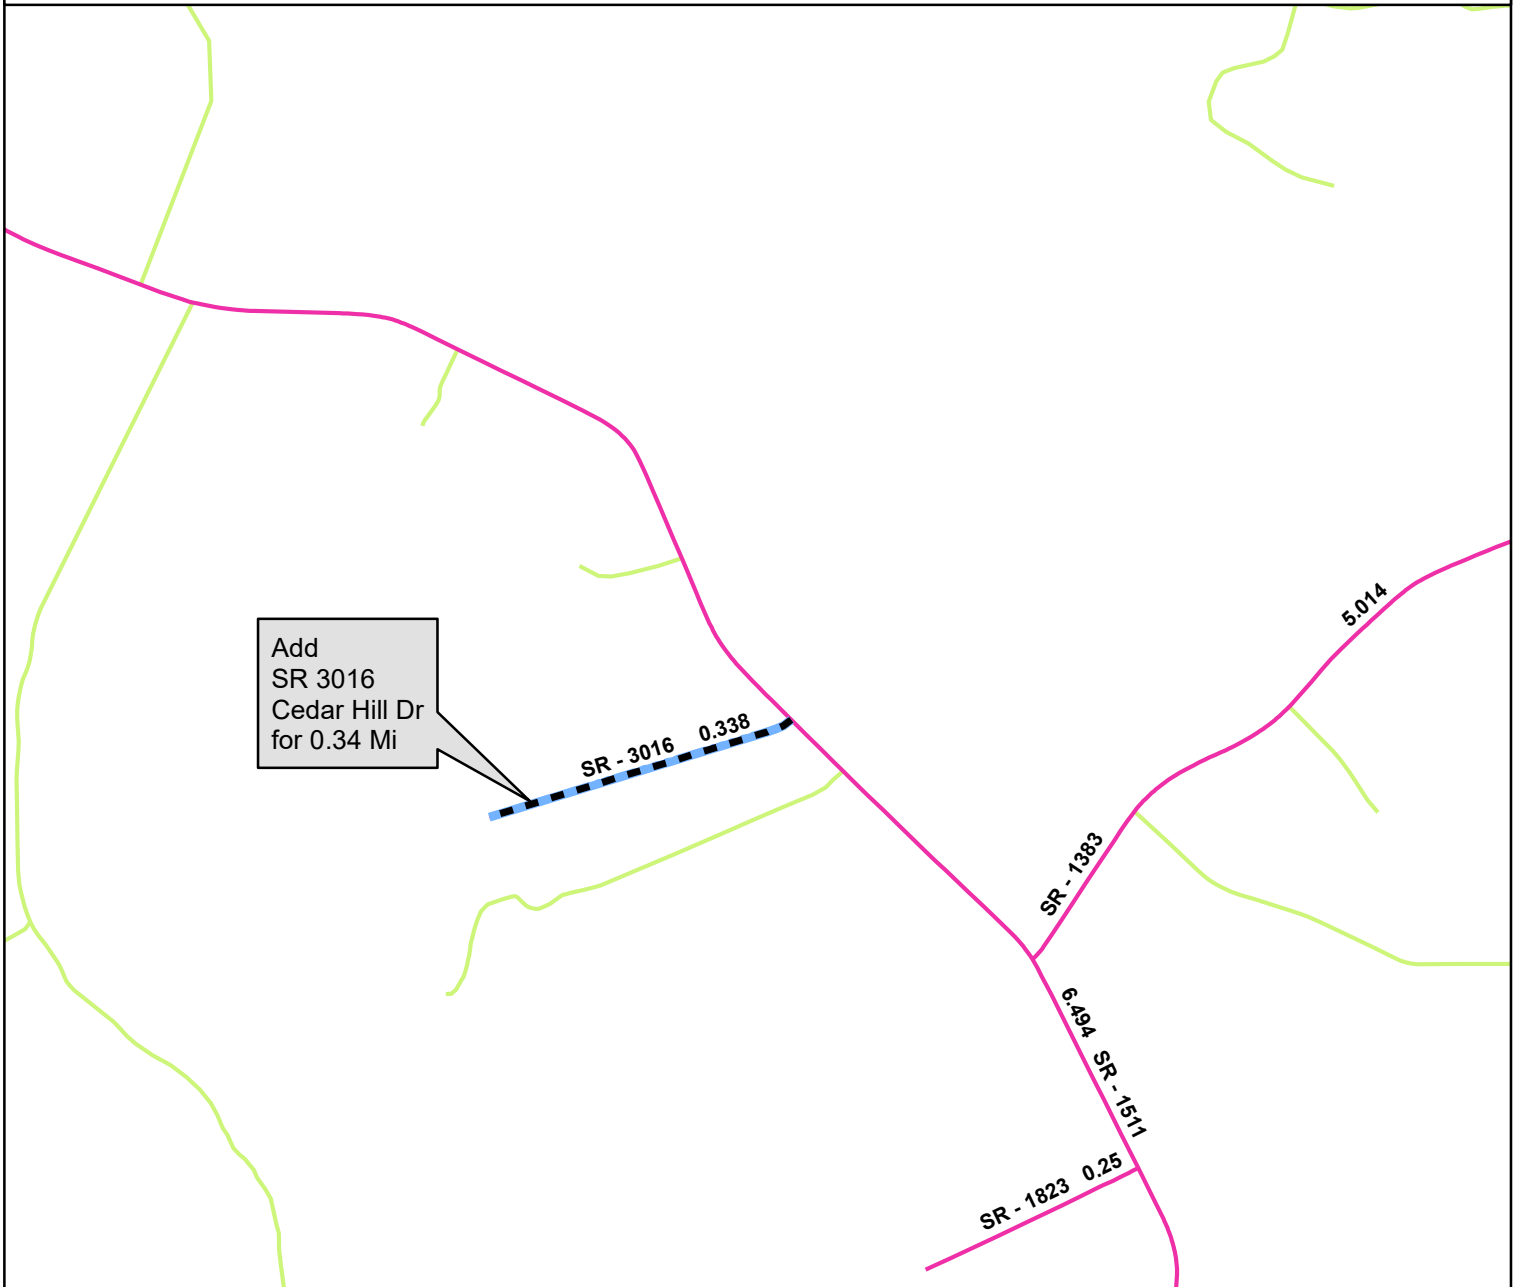 5.014
Add
SR 3016
Cedar Hill Dr
for 0.34 Mi
SR - 3016 0.338
SR - 1383
6.494 SR - 1511
SR - 1823 0.25